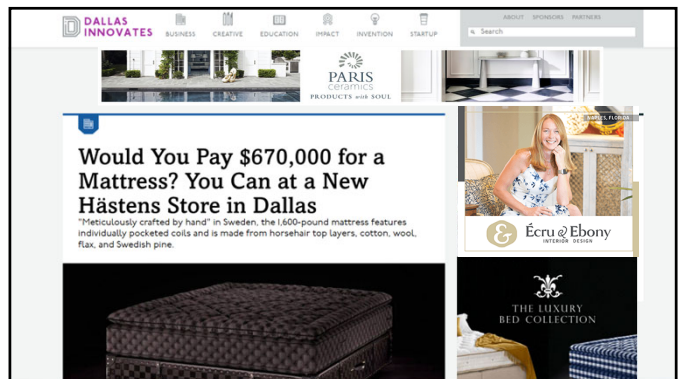 DALLAS
INNOVATES
BUSINESS CREATIVE EDUCATION IMPACT INVENTION STARTUP
ABOUT SPONSORS PARTNERS
Search
PARIS
ceramics
PRODUCTS with SOUL
Would You Pay $670,000 for a
Mattress? You Can at a New
Hästens Store in Dallas
"Meticulously crafted by hand" in Sweden, the 1,600-pound mattress features
individually pocketed coils and is made from horsehair top layers, cotton, wool,
flax, and Swedish pine.
NAPLES, FLORIDA
&
Écru & Ebony
INTERIOR DESIGN
THE LUXURY
BED COLLECTION